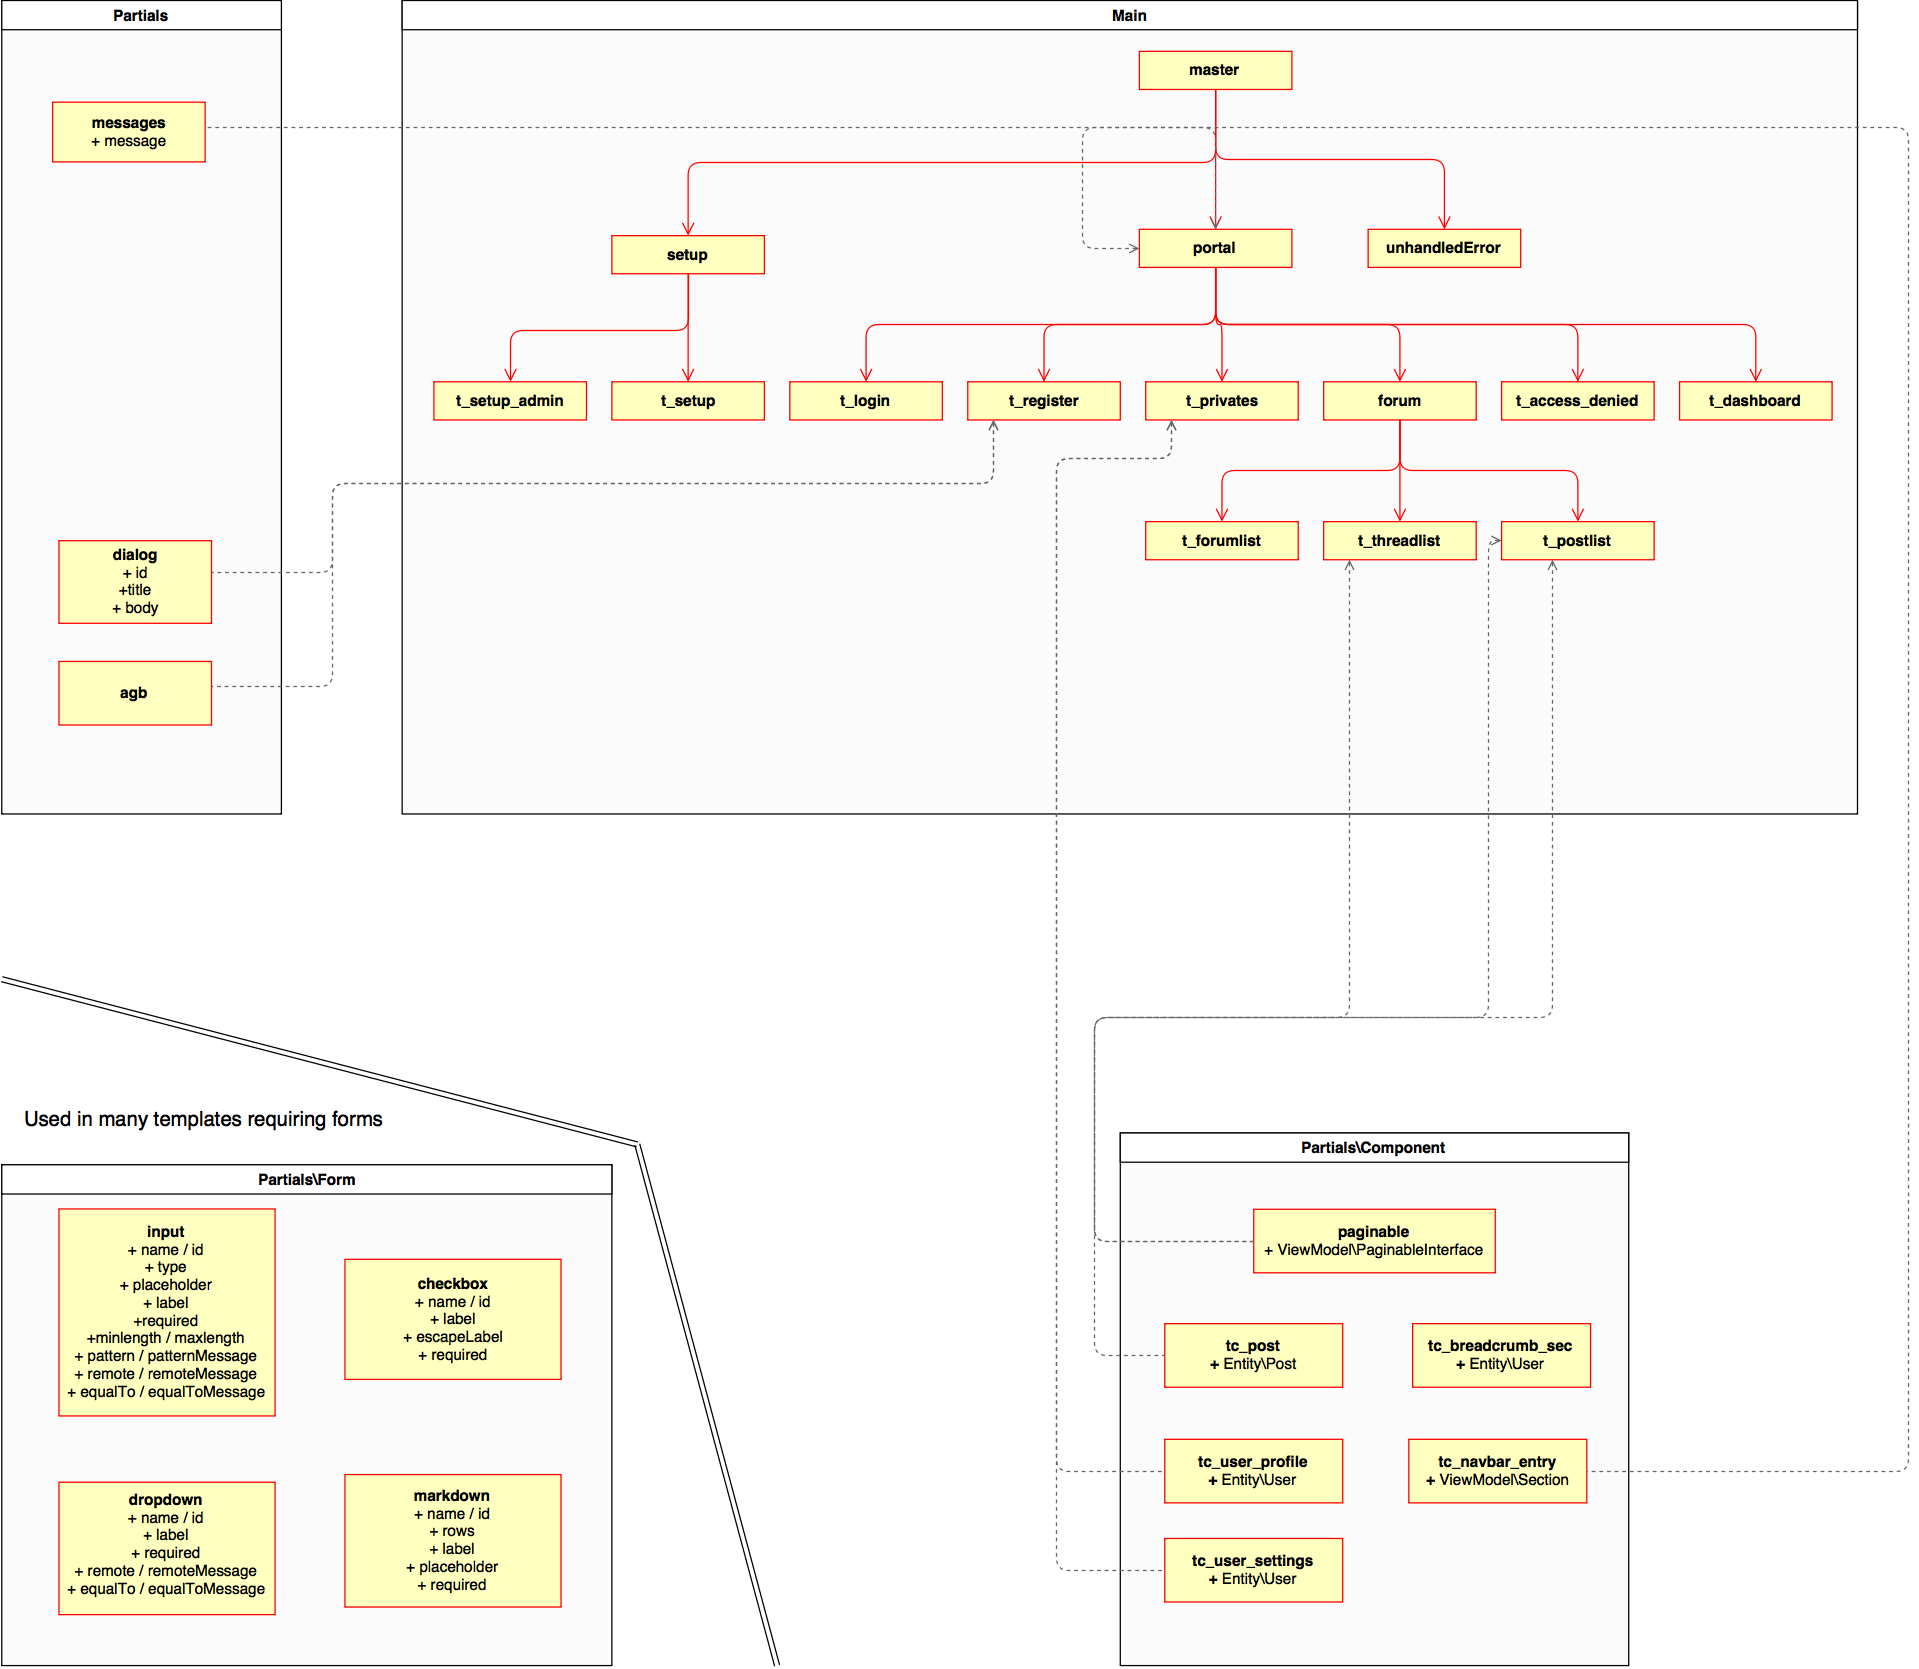 Partials
messages
+ message
dialog
+ id
+title
+ body
agb
Main
master
setup
portal
unhandledError
t_setup_admin
t_setup
t_login
t_register
t_privates
forum
t_access_denied
t_dashboard
t_forumlist
t_threadlist
t_postlist
Used in many templates requiring forms
Partials\Form
input
+ name / id
+ type
+ placeholder
+ label
+required
+minlength / maxlength
+ pattern / patternMessage
+ remote / remoteMessage
+ equalTo / equalToMessage
checkbox
+ name / id
+ label
+ escapeLabel
+ required
dropdown
+ name / id
+ label
+ required
+ remote / remoteMessage
+ equalTo / equalToMessage
markdown
+ name / id
+ rows
+ label
+ placeholder
+ required
Partials\Component
paginable
+ ViewModel\PaginableInterface
tc_post
+ Entity\Post
tc_breadcrumb_sec
+ Entity\User
tc_user_profile
+ Entity\User
tc_navbar_entry
+ ViewModel\Section
tc_user_settings
+ Entity\User